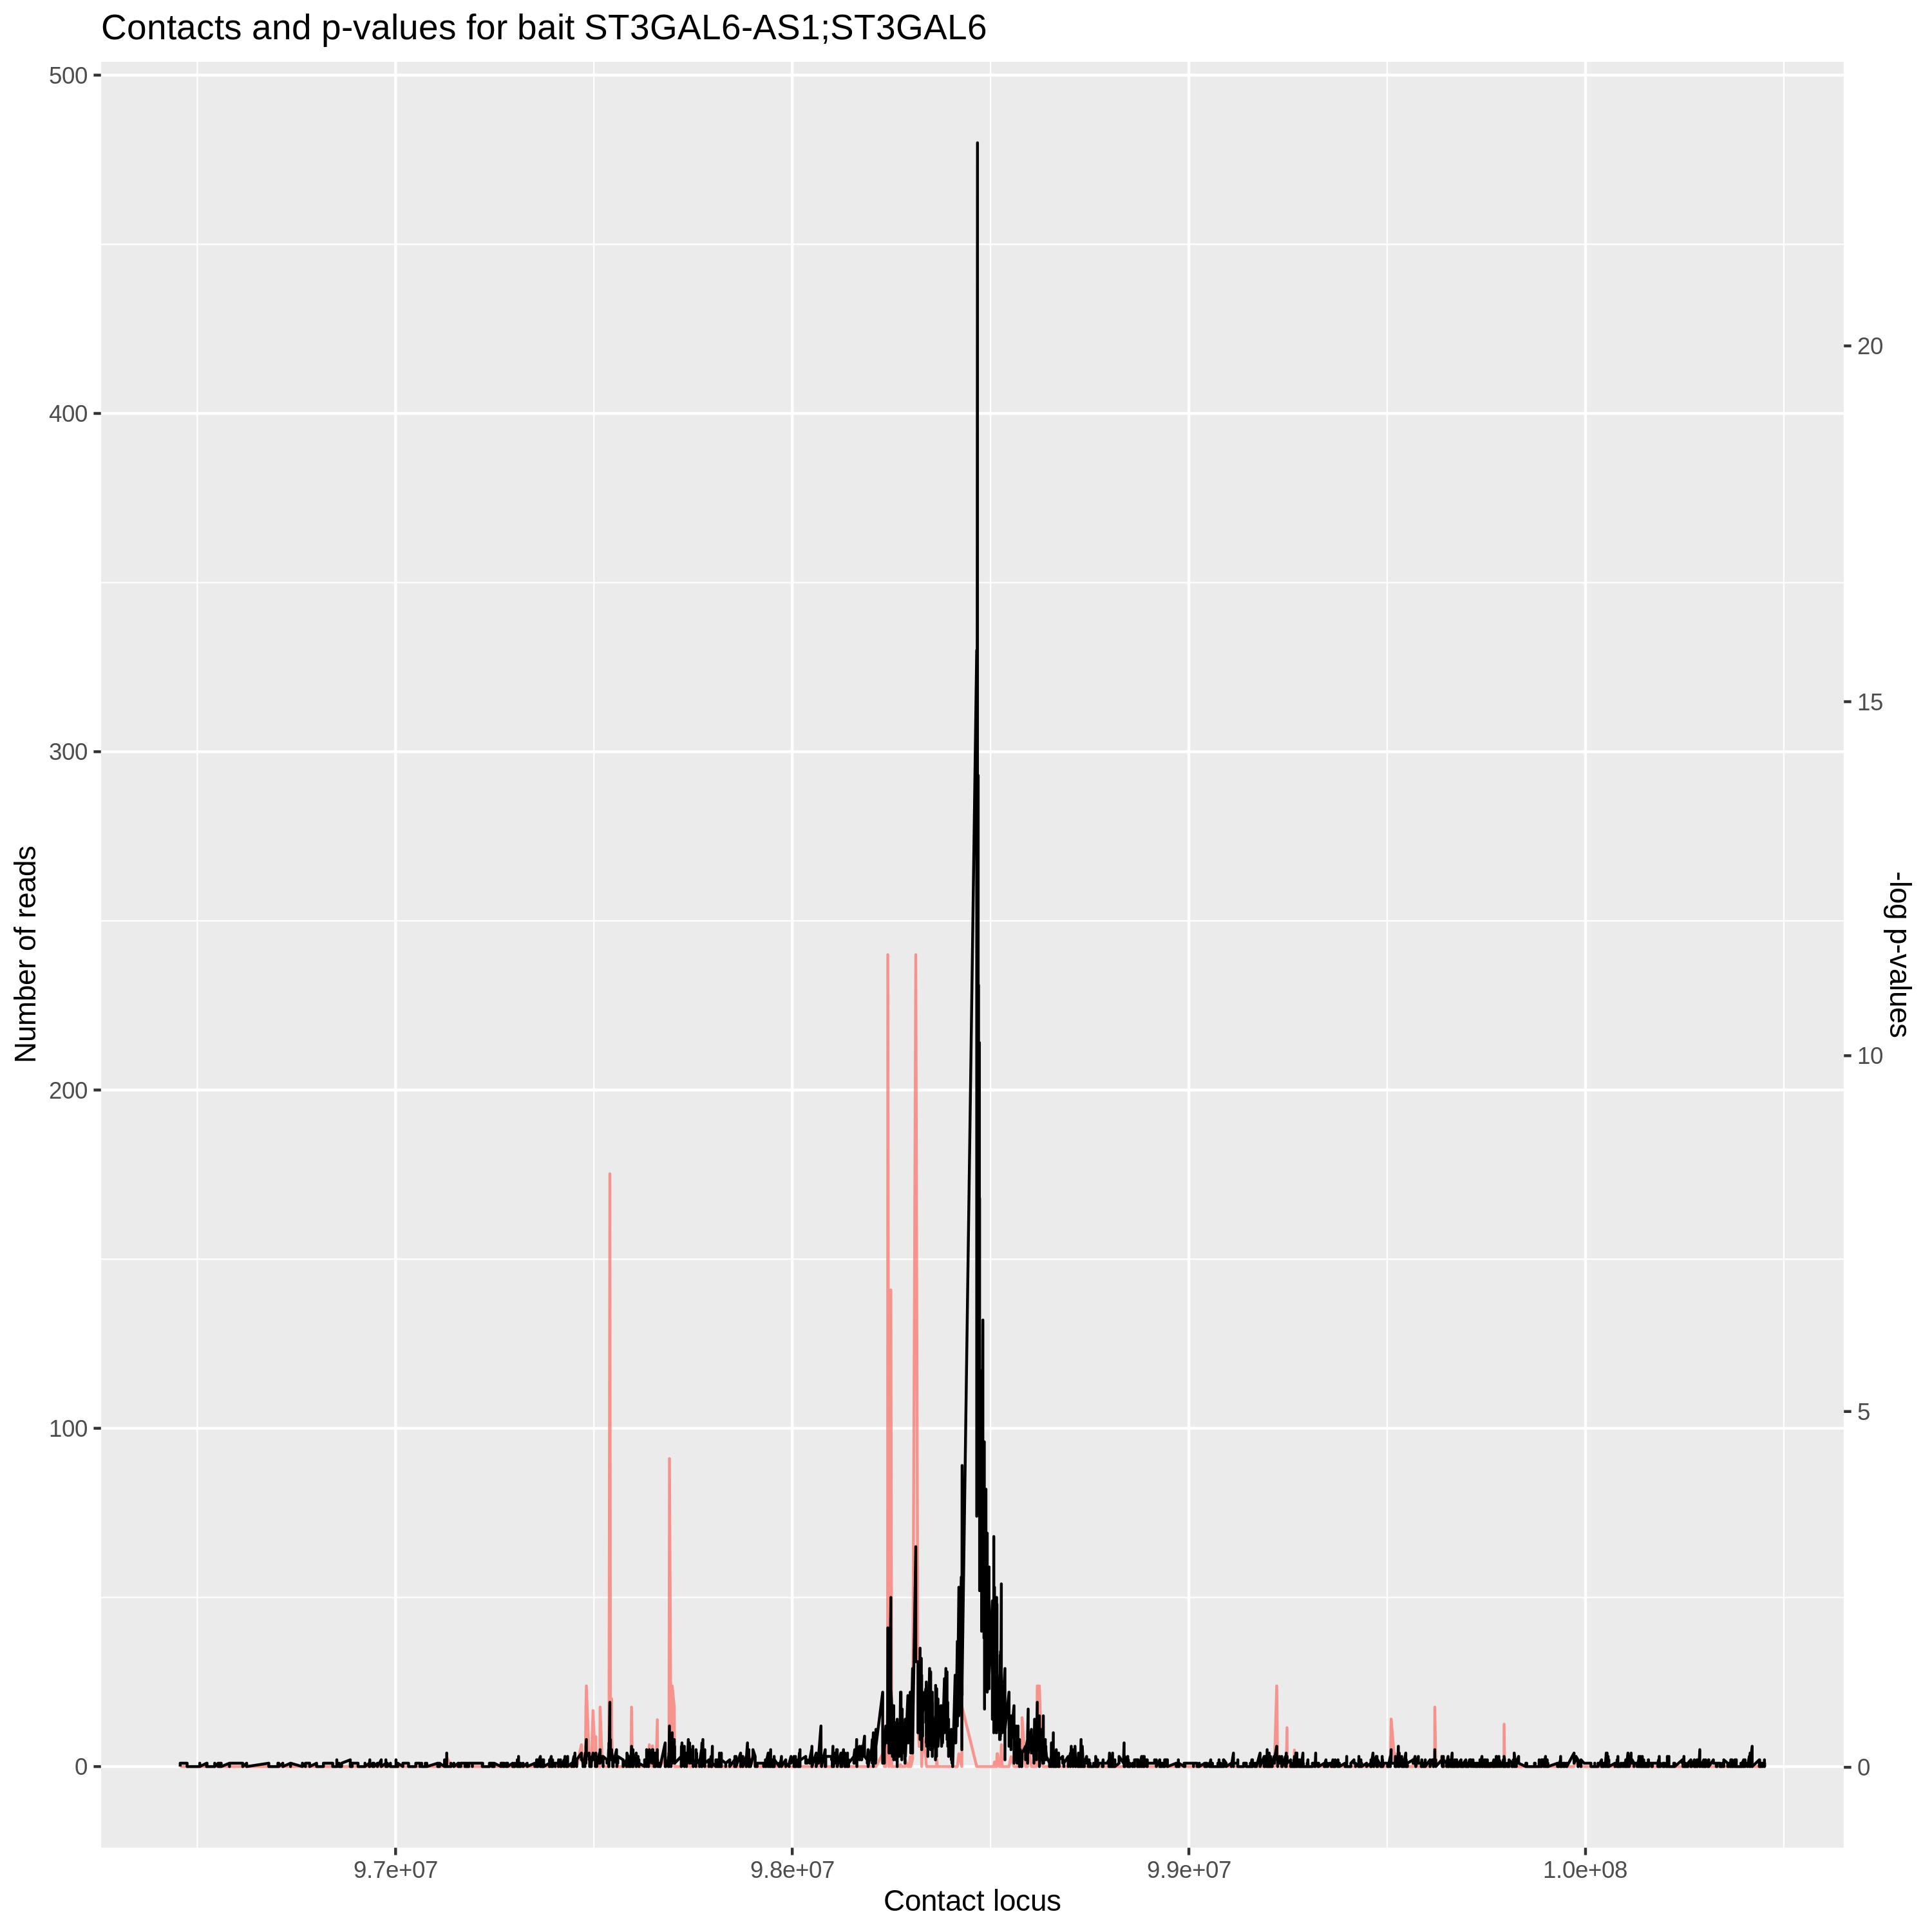 Contacts and p-values for bait ST3GAL6-AS1;ST3GAL6
500
400
300
200
100
0
Number of reads
20
15
10
5
0
-log p-values
9.7e+07
9.8e+07
9.9e+07
1.0e+08
Contact locus